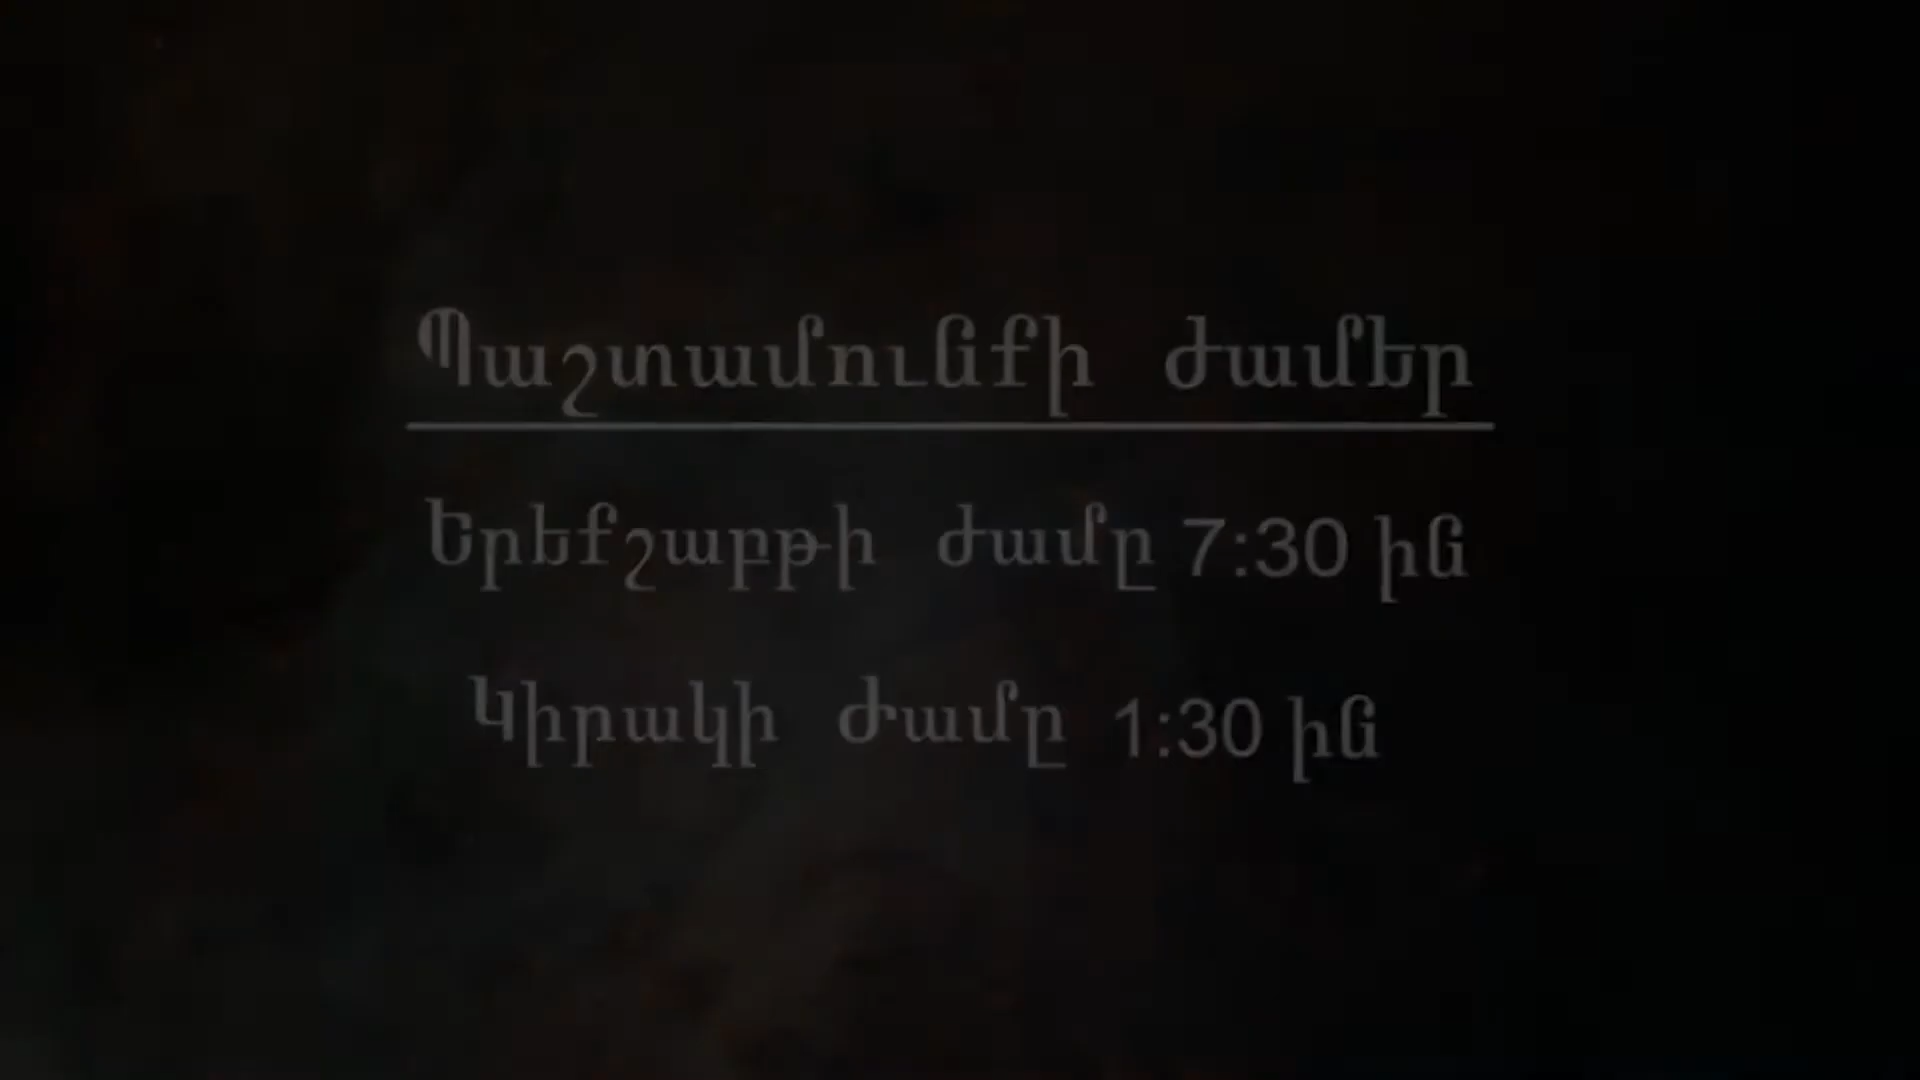 Պաշտամունքի ժամեր
Երեքշաբթի ժամը 7:30 ին
Կիրակի ժամը 1:30 ին